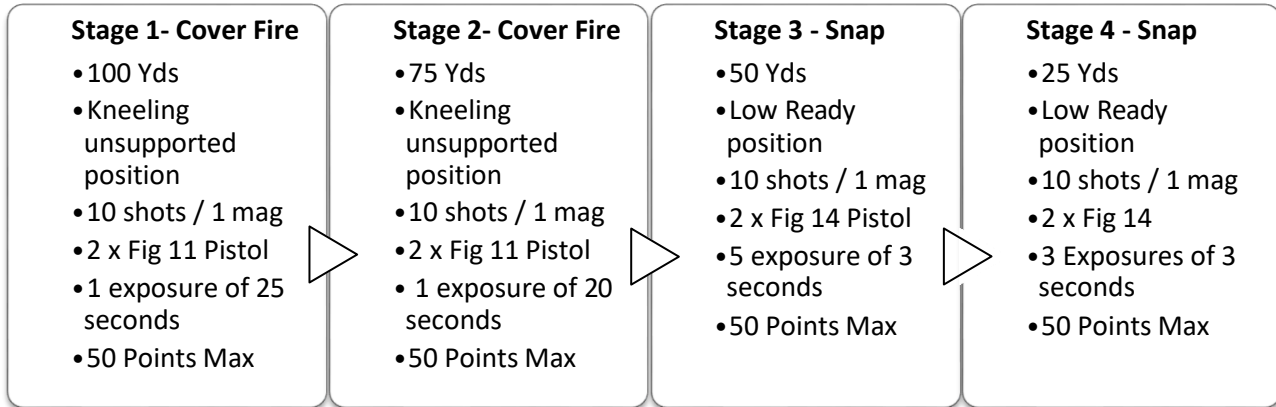 Stage 1- Cover Fire
•100 Yds
•Kneeling
unsupported
position
•10 shots / 1 mag
•2 x Fig 11 Pistol
•1 exposure of 25
seconds
•50 Points Max
Stage 2- Cover Fire
•75 Yds
•Kneeling
unsupported
position
•10 shots / 1 mag
•2 x Fig 11 Pistol
• 1 exposure of 20
seconds
•50 Points Max
Stage 3 - Snap
•50 Yds
•Low Ready
position
•10 shots / 1 mag
•2 x Fig 14 Pistol
•5 exposure of 3
seconds
•50 Points Max
Stage 4 - Snap
•25 Yds
•Low Ready
position
•10 shots / 1 mag
•2 x Fig 14
•3 Exposures of 3
seconds
•50 Points Max